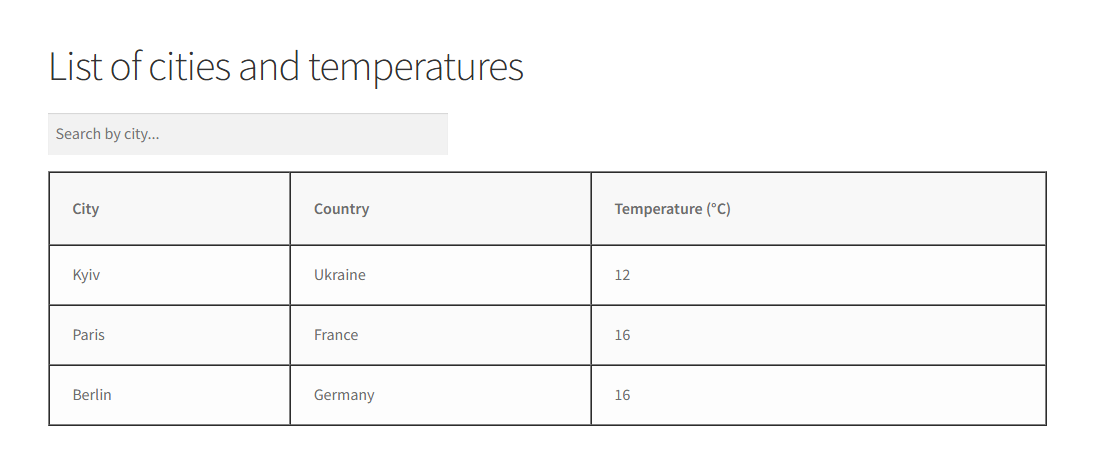 List of cities and temperatures
Search by city...
City Country Temperature (°C)
Kyiv Ukraine 12
Paris France 16
Berlin Germany 16